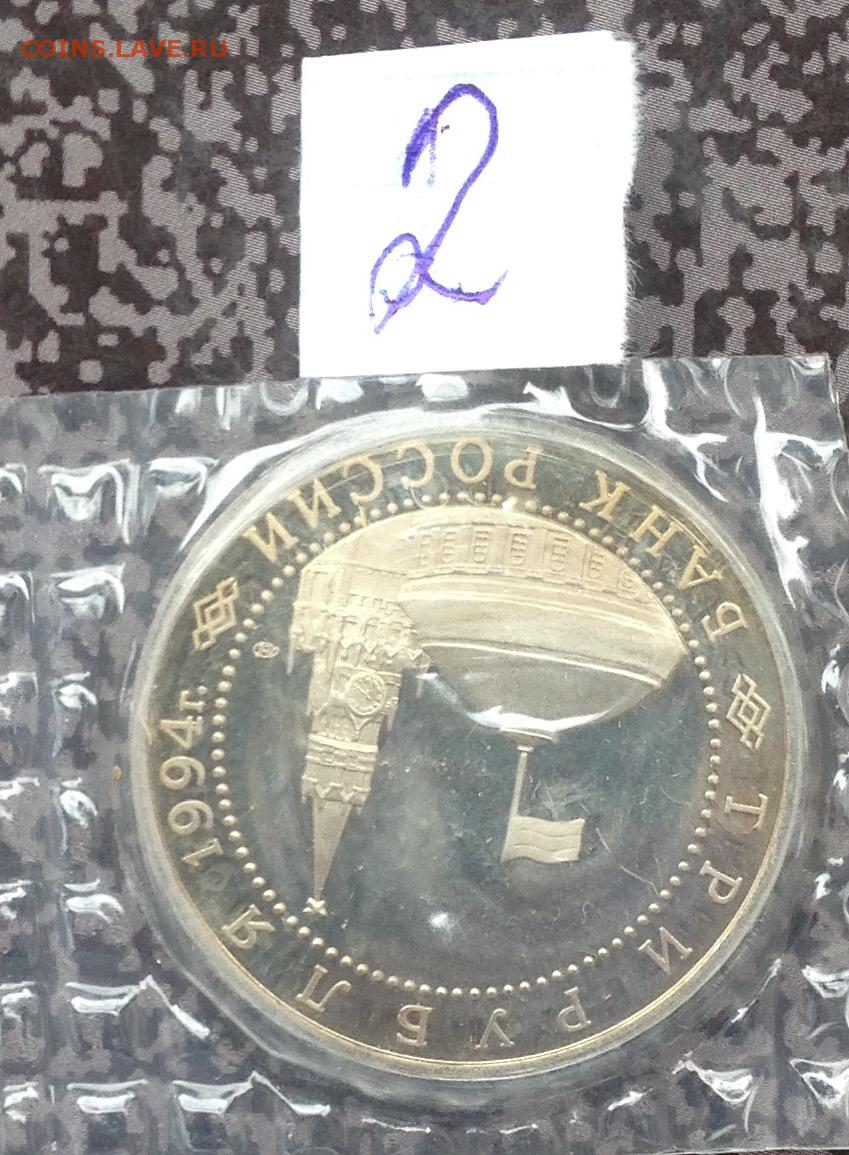 COINS.LAVE.RU
2
ТРИ РУБЛЯ 1994г.
БАНК РОССИИ